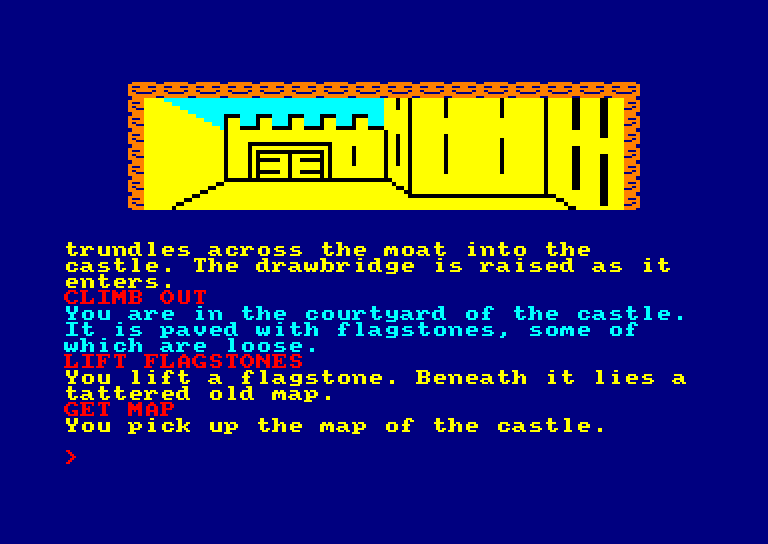 trundles across the moat into the
castle. The drawbridge is raised as it
enters.
CLIMB OUT
You are in the courtyard of the castle.
It is paved with flagstones, some of
which are loose.
LIFT FLAGSTONES
You lift a flagstone. Beneath it lies a
tattered old map.
GET MAP
You pick up the map of the castle.
>